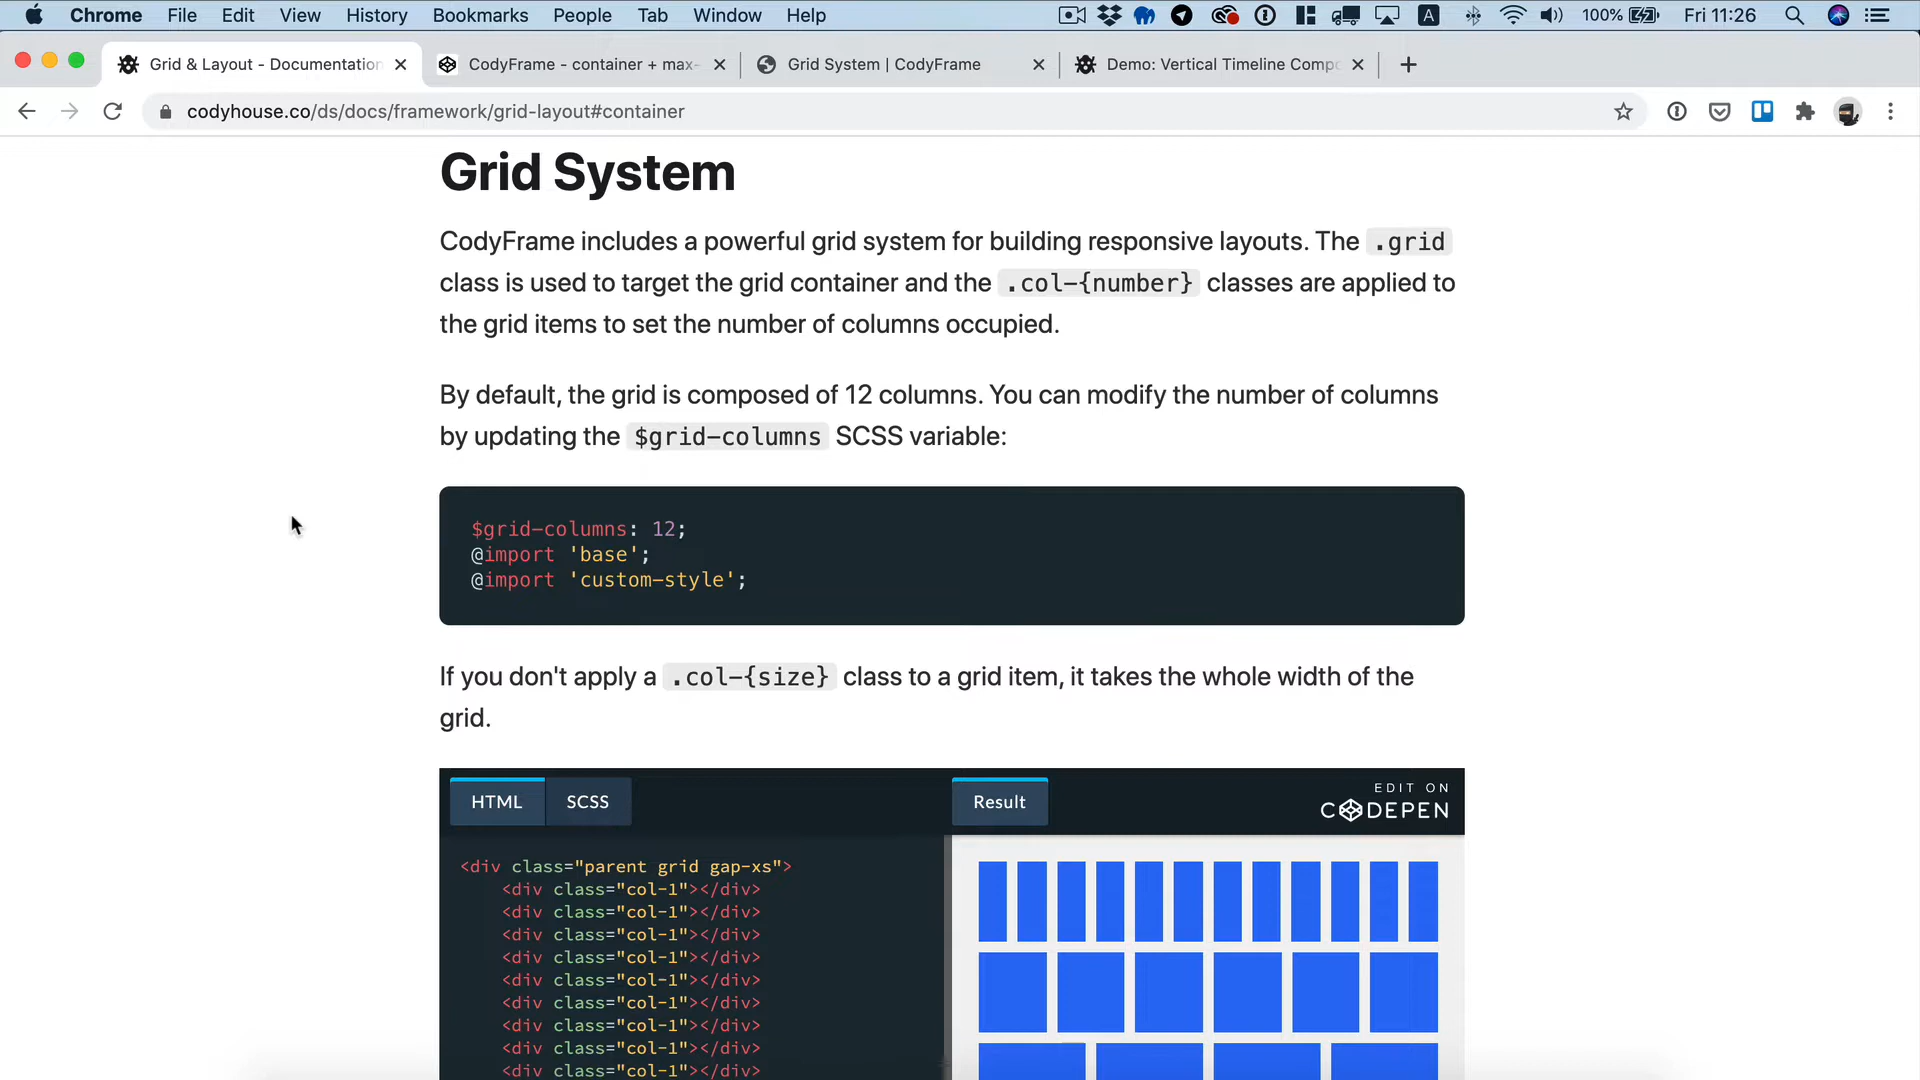 Chrome File Edit View History Bookmarks People Tab Window Help 100% Fri 11:26
Grid & Layout - Documentation CodyFrame - container + max- Grid System | CodyFrame Demo: Vertical Timeline Compo
codyhouse.co/ds/docs/framework/grid-layout#container
Grid System
CodyFrame includes a powerful grid system for building responsive layouts. The .grid
class is used to target the grid container and the .col-{number} classes are applied to
the grid items to set the number of columns occupied.
By default, the grid is composed of 12 columns. You can modify the number of columns
by updating the $grid-columns SCSS variable:
$grid-columns: 12;
@import 'base';
@import 'custom-style';
If you don't apply a .col-{size} class to a grid item, it takes the whole width of the
grid.
HTML SCSS Result EDIT ON
CODEPEN
<div class="parent grid gap-xs">
<div class="col-1"></div>
<div class="col-1"></div>
<div class="col-1"></div>
<div class="col-1"></div>
<div class="col-1"></div>
<div class="col-1"></div>
<div class="col-1"></div>
<div class="col-1"></div>
<div class="col-1"></div>